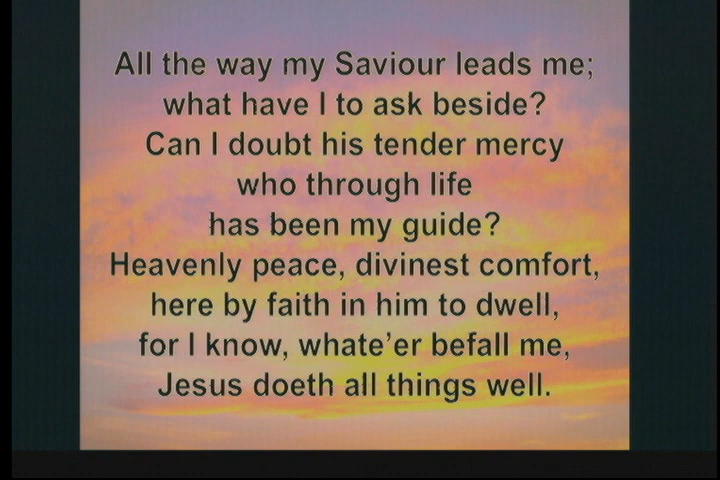 All the way my Saviour leads me;
what have I to ask beside?
Can I doubt his tender mercy
who through life
has been my guide?
Heavenly peace, divinest comfort,
here by faith in him to dwell,
for I know, whate'er befall me,
Jesus doeth all things well.